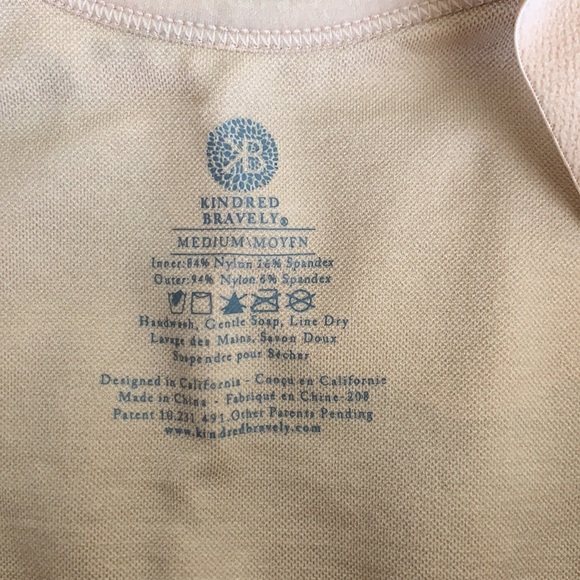 KB
KINDRED
BRAVELY®
MEDIUM\MOYEN
Inner:84% Nylon 16% Spandex
Outer:94% Nylon 6% Spandex
Handwash, Gentle Soap, Line Dry
Lavage des Mains, Savon Doux
Suspendre pour Sècher
Designed in California - Conçu en Californie
Made in China - Fabriqué en Chine-208
Patent 10,231,491. Other Patents Pending
www.kindredbravely.com